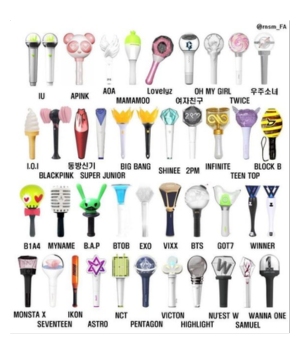 @rmsm_FA
IU APINK AOA MAMAMOO Lovelyz 여자친구 OH MY GIRL TWICE 우주소녀
I.O.I BLACKPINK 동방신기 SUPER JUNIOR BIG BANG SHINEE 2PM INFINITE TEEN TOP BLOCK B
B1A4 MYNAME B.A.P BTOB EXO VIXX BTS GOT7 WINNER
MONSTA X SEVENTEEN IKON ASTRO NCT PENTAGON VICTON HIGHLIGHT NU'EST W SAMUEL WANNA ONE